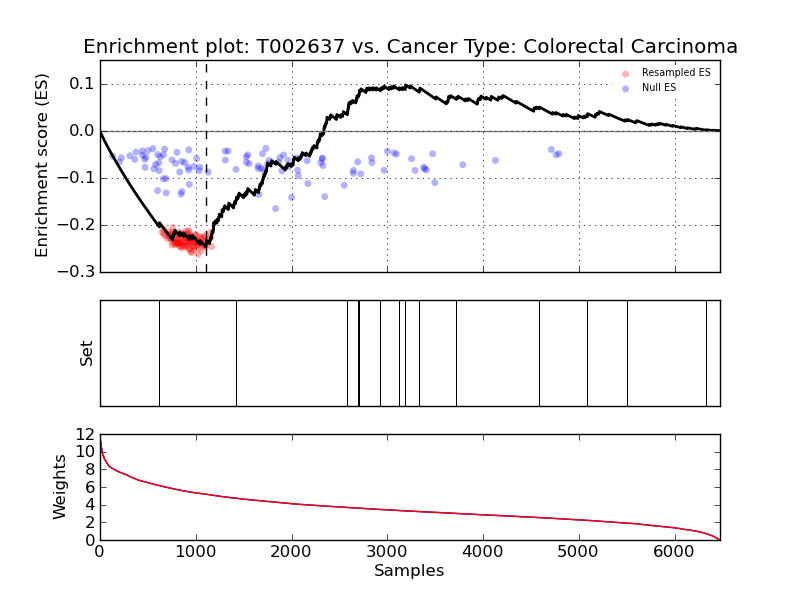 Enrichment plot: T002637 vs. Cancer Type: Colorectal Carcinoma
Enrichment score (ES)
0.1
0.0
−0.1
−0.2
−0.3
Resampled ES
Null ES
Set
Weights
12
10
8
6
4
2
0
0 1000 2000 3000 4000 5000 6000
Samples